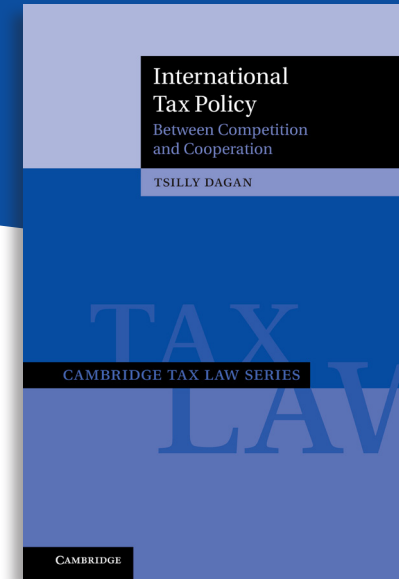 International
Tax Policy
Between Competition
and Cooperation
TSILLY DAGAN
TAX
CAMBRIDGE TAX LAW SERIES
LAW
CAMBRIDGE